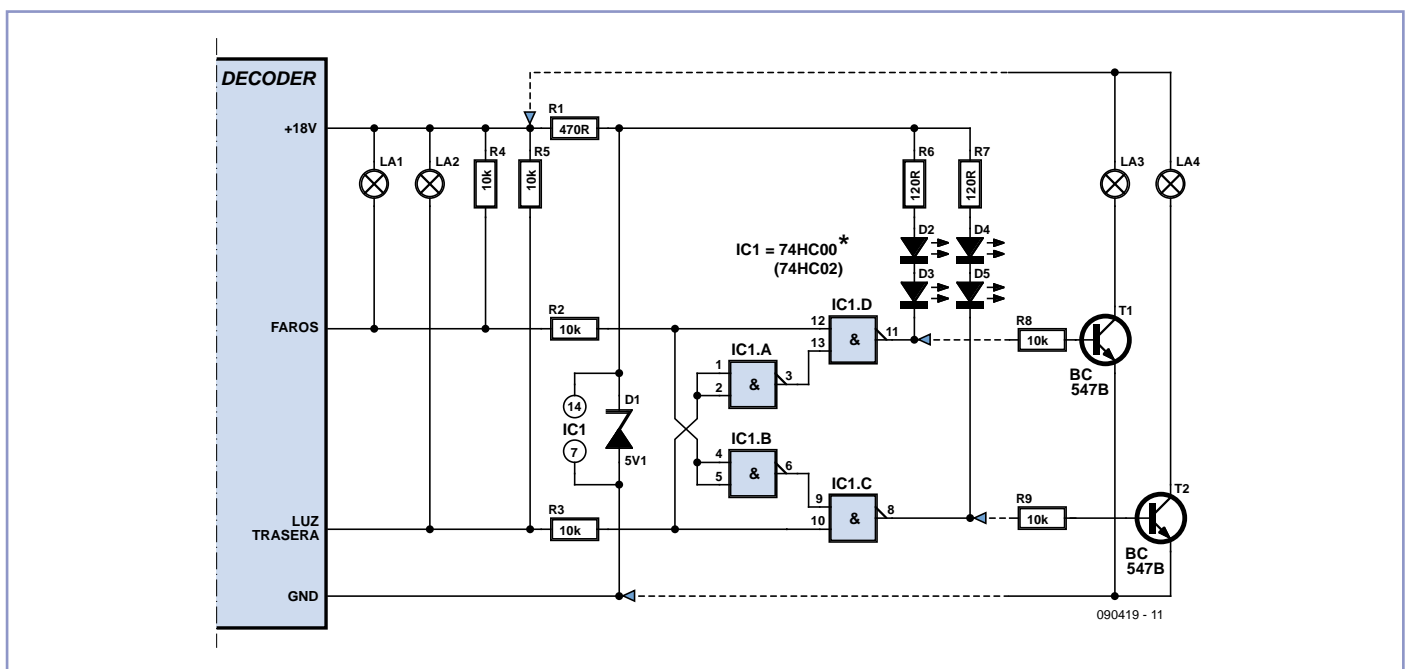 DECODER
+18V
FAROS
LUZ
TRASERA
GND
LA1
LA2
R4
10k
R5
10k
R1
470R
R2
10k
R3
10k
14
IC1
7
D1
5V1
IC1 = 74HC00*
(74HC02)
IC1.A
1
2
&
3
IC1.B
4
5
&
6
IC1.D
12
13
&
11
IC1.C
9
10
&
8
R6
120R
R7
120R
D2
D4
D3
D5
R8
10k
R9
10k
LA3
LA4
T1
BC
547B
T2
BC
547B
090419 - 11